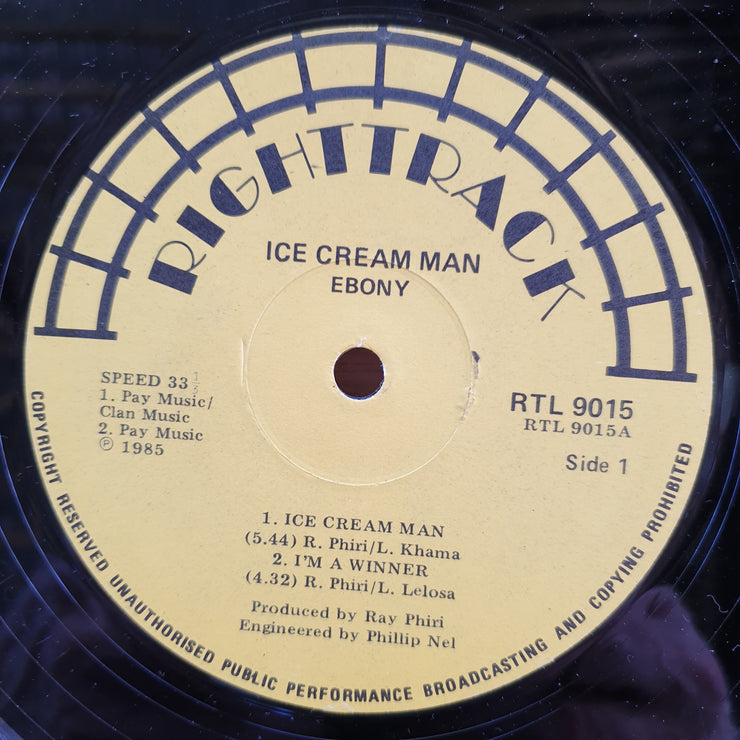 RIGHTTRACK
ICE CREAM MAN
EBONY
SPEED 33 1/3
1. Pay Music/
Clan Music
2. Pay Music
℗ 1985
RTL 9015
RTL 9015A
Side 1
1. ICE CREAM MAN
(5.44) R. Phiri/L. Khama
2. I'M A WINNER
(4.32) R. Phiri/L. Lelosa
Produced by Ray Phiri
Engineered by Phillip Nel
COPYRIGHT RESERVED UNAUTHORISED PUBLIC PERFORMANCE BROADCASTING AND COPYING PROHIBITED